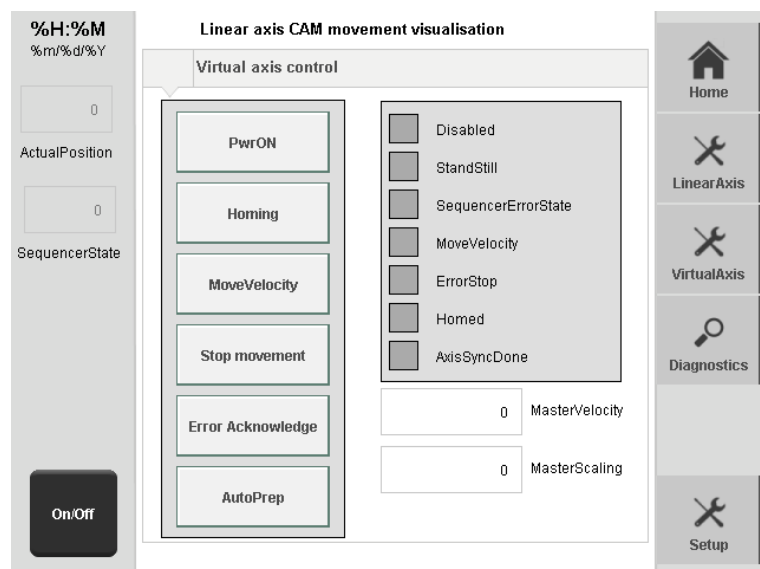 %H:%M
%m/%d/%Y
0
ActualPosition
0
SequencerState
On/Off
Linear axis CAM movement visualisation
Virtual axis control
PwrON
Homing
MoveVelocity
Stop movement
Error Acknowledge
AutoPrep
Disabled
StandStill
SequencerErrorState
MoveVelocity
ErrorStop
Homed
AxisSyncDone
0 MasterVelocity
0 MasterScaling
Home
LinearAxis
VirtualAxis
Diagnostics
Setup